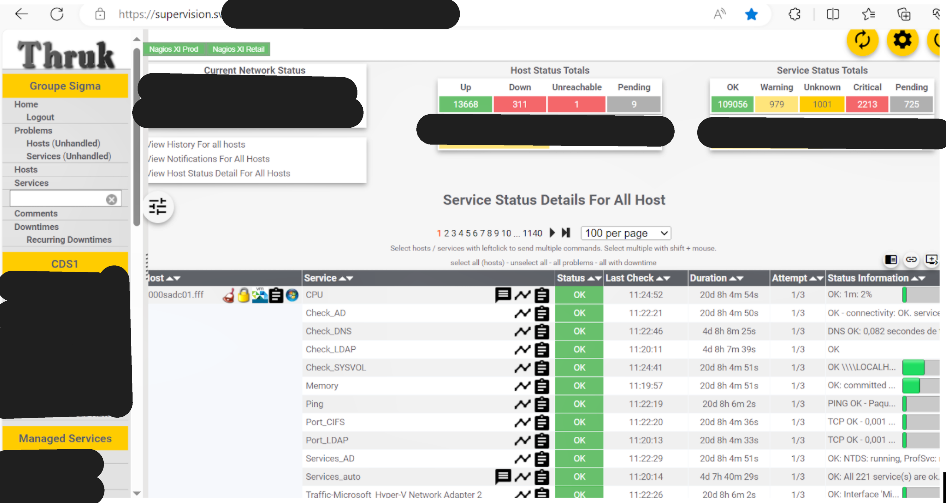 https://supervision.s
Thruk
Nagios XI Prod Nagios XI Retail
Groupe Sigma
Home
Logout
Problems
Hosts (Unhandled)
Services (Unhandled)
Hosts
Services
Comments
Downtimes
Recurring Downtimes
CDS1
Managed Services
Current Network Status
View History For all hosts
View Notifications For All Hosts
View Host Status Detail For All Hosts
Host Status Totals
Up Down Unreachable Pending
13668 311 1 9
Service Status Totals
OK Warning Unknown Critical Pending
109056 979 1001 2213 725
Service Status Details For All Host
1 2 3 4 5 6 7 8 9 10 ... 1140 100 per page
Select hosts / services with leftclick to send multiple commands. Select multiple with shift + mouse.
select all (hosts) - unselect all - all problems - all with downtime
Host Service Status Last Check Duration Attempt Status Information
000sadc01.fff CPU OK 11:24:52 20d 8h 4m 54s 1/3 OK: 1m: 2%
Check_AD OK 11:22:21 20d 8h 4m 50s 1/3 OK - connectivity: OK. service
Check_DNS OK 11:22:46 4d 8h 8m 25s 1/3 DNS OK: 0,082 secondes de
Check_LDAP OK 11:20:11 4d 8h 7m 39s 1/3 OK
Check_SYSVOL OK 11:24:41 20d 8h 4m 51s 1/3 OK \\\\LOCALH...
Memory OK 11:19:57 20d 8h 4m 51s 1/3 OK: committed ...
Ping OK 11:22:19 20d 8h 6m 2s 1/3 PING OK - Paqu...
Port_CIFS OK 11:22:20 20d 8h 4m 36s 1/3 TCP OK - 0,001 ...
Port_LDAP OK 11:20:13 20d 8h 4m 33s 1/3 TCP OK - 0,001 ...
Services_AD OK 11:22:29 20d 8h 4m 51s 1/3 OK: NTDS: running, ProfSvc:
Services_auto OK 11:20:14 4d 7h 40m 29s 1/3 OK: All 221 service(s) are ok.
Traffic-Microsoft_Hyper-V Network Adapter 2 OK 11:22:26 20d 8h 6m 2s 1/3 OK: Interface 'Mi...